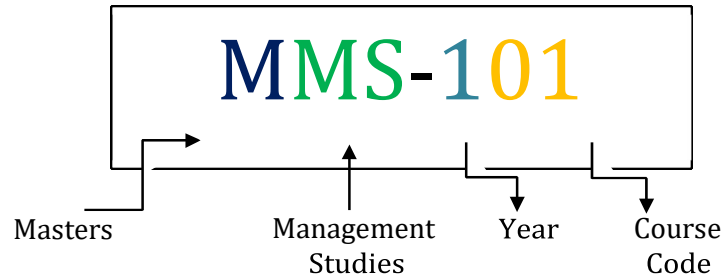 MMS-101
Masters
Management
Studies
Year
Course
Code